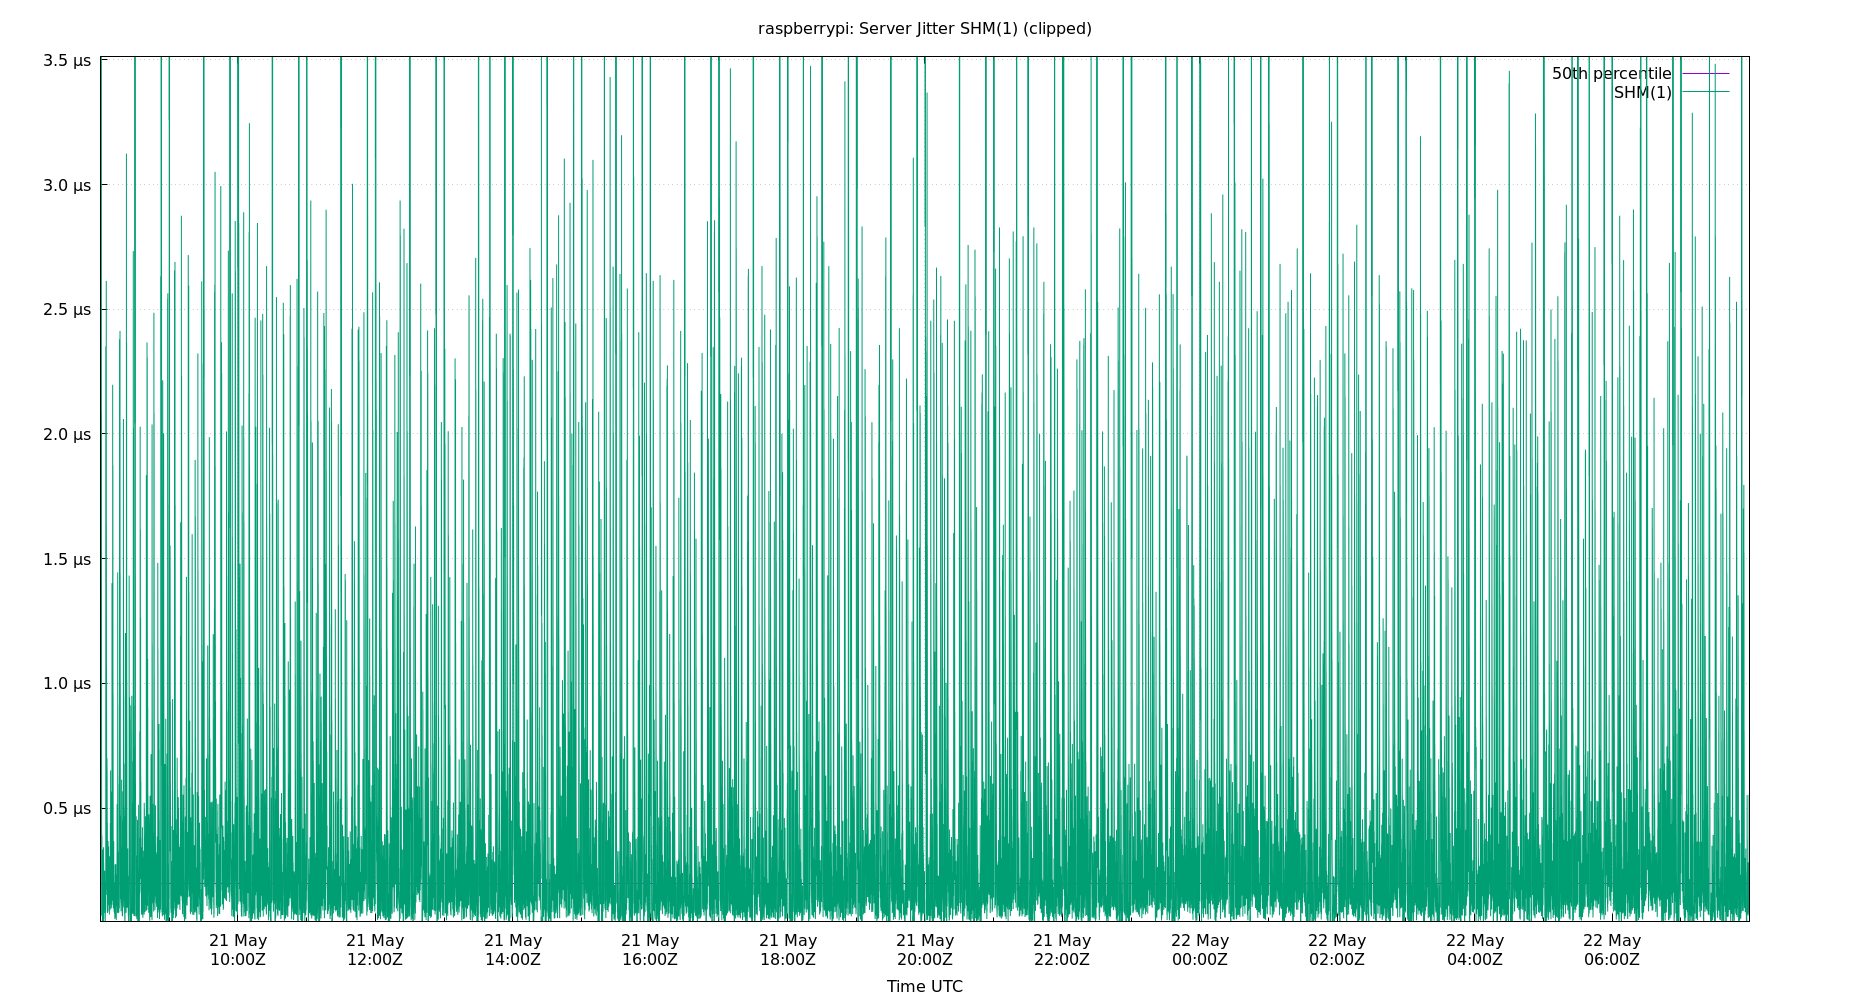 raspberrypi: Server Jitter SHM(1) (clipped)
3.5 µs
3.0 µs
2.5 µs
2.0 µs
1.5 µs
1.0 µs
0.5 µs
50th percentile
SHM(1)
21 May 21 May 21 May 21 May 21 May 21 May 21 May 22 May 22 May 22 May 22 May
10:00Z 12:00Z 14:00Z 16:00Z 18:00Z 20:00Z 22:00Z 00:00Z 02:00Z 04:00Z 06:00Z
Time UTC